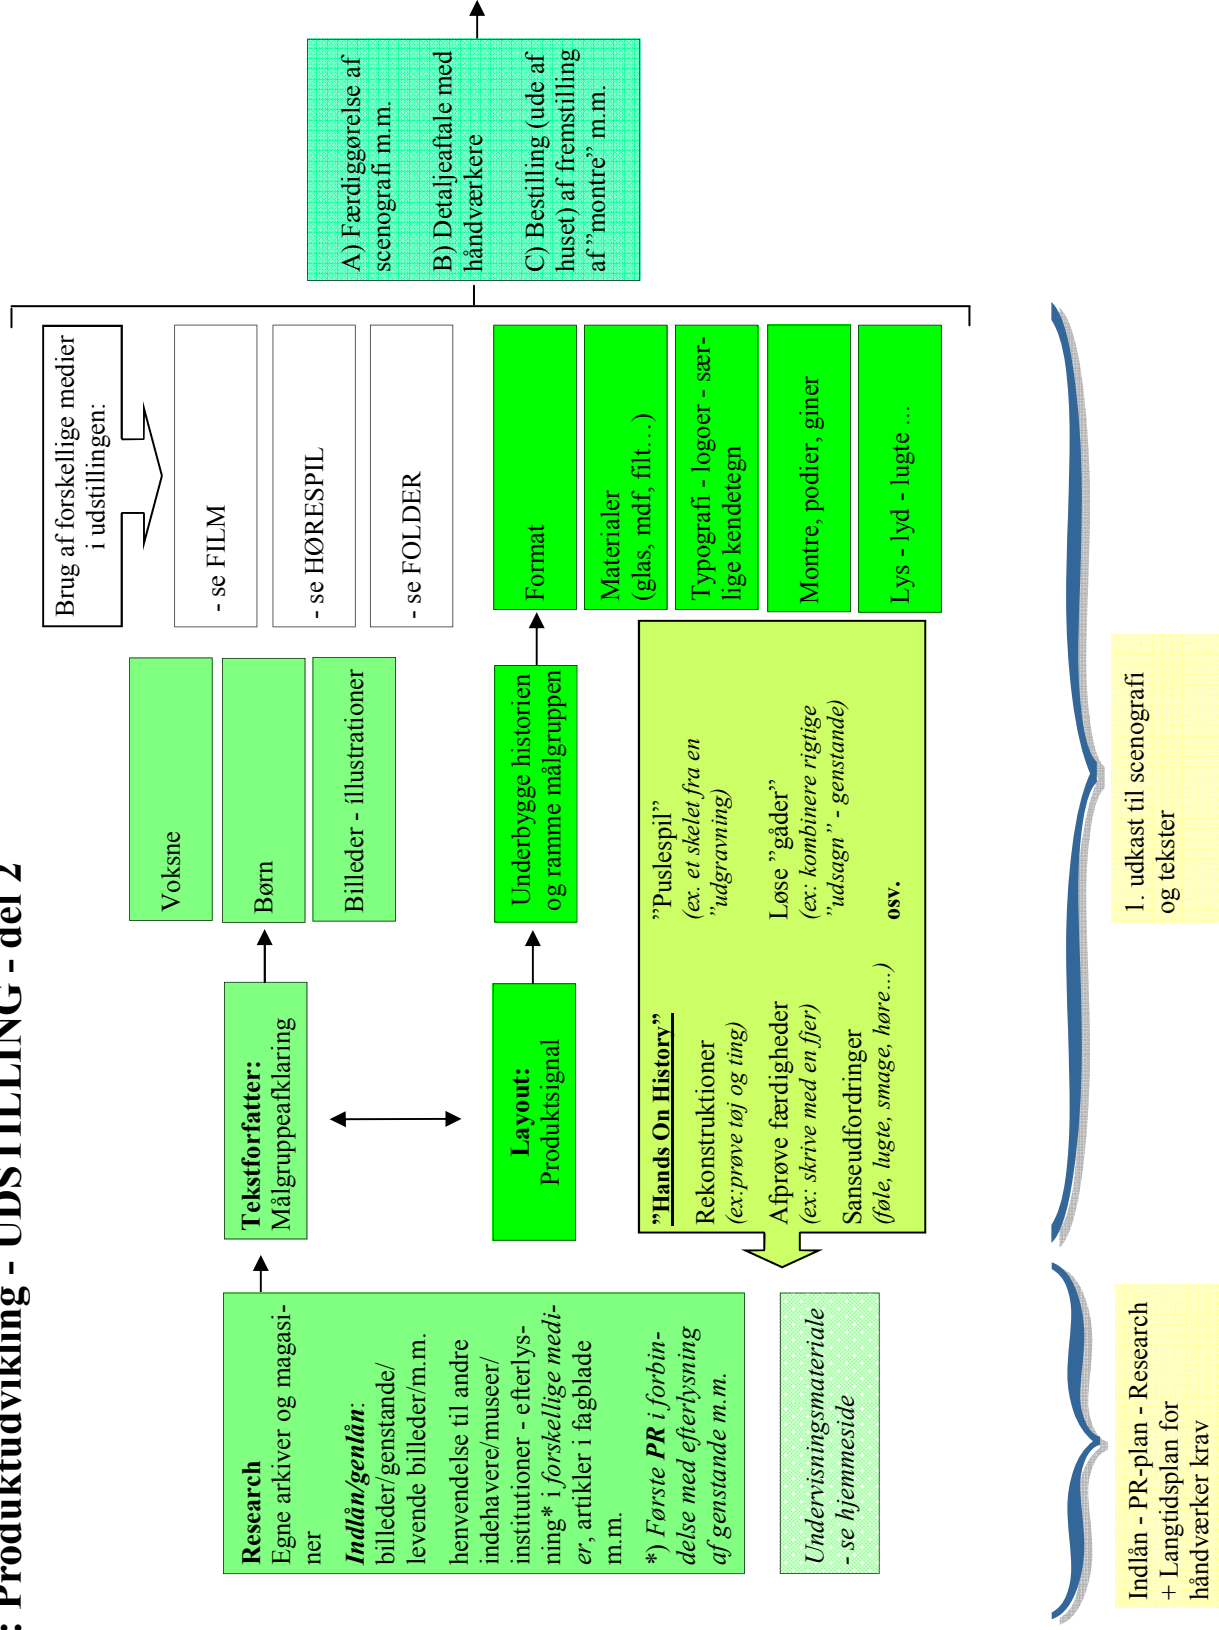 : Produktudvikling - UDSTILLING - del 2
Research
Egne arkiver og magasi-
ner
Indlån/genlån:
billeder/genstande/
levende billeder/m.m.
henvendelse til andre
indehavere/museer/
institutioner - efterlys-
ning* i forskellige medi-
er, artikler i fagblade
m.m.
*) Første PR i forbin-
delse med efterlysning
af genstande m.m.
Undervisningsmateriale
- se hjemmeside
Tekstforfatter:
Målgruppeafklaring
Layout:
Produktsignal
Voksne
Børn
Billeder - illustrationer
Underbygge historien
og ramme målgruppen
Brug af forskellige medier
i udstillingen:
- se FILM
- se HØRESPIL
- se FOLDER
Format
Materialer
(glas, mdf, filt…)
Typografi - logoer - sær-
lige kendetegn
Montre, podier, giner
Lys - lyd - lugte ...
”Hands On History”
Rekonstruktioner
(ex:prøve tøj og ting)
Afprøve færdigheder
(ex: skrive med en fjer)
Sanseudfordringer
(føle, lugte, smage, høre…)
”Puslespil”
(ex. et skelet fra en
”udgravning)
Løse ”gåder”
(ex: kombinere rigtige
”udsagn” - genstande)
osv.
A) Færdiggørelse af
scenografi m.m.
B) Detaljeaftale med
håndværkere
C) Bestilling (ude af
huset) af fremstilling
af ”montre” m.m.
Indlån - PR-plan - Research
+ Langtidsplan for
håndværker krav
1. udkast til scenografi
og tekster